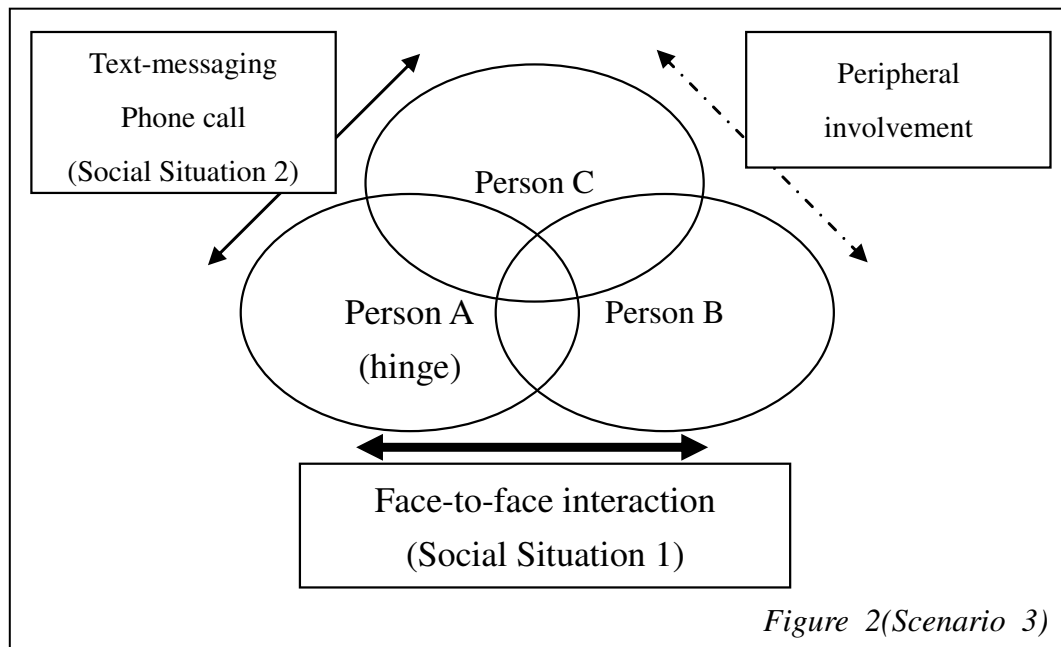 Text-messaging
Phone call
(Social Situation 2)
Peripheral
involvement
Person C
Person A
(hinge)
Person B
Face-to-face interaction
(Social Situation 1)
Figure 2(Scenario 3)